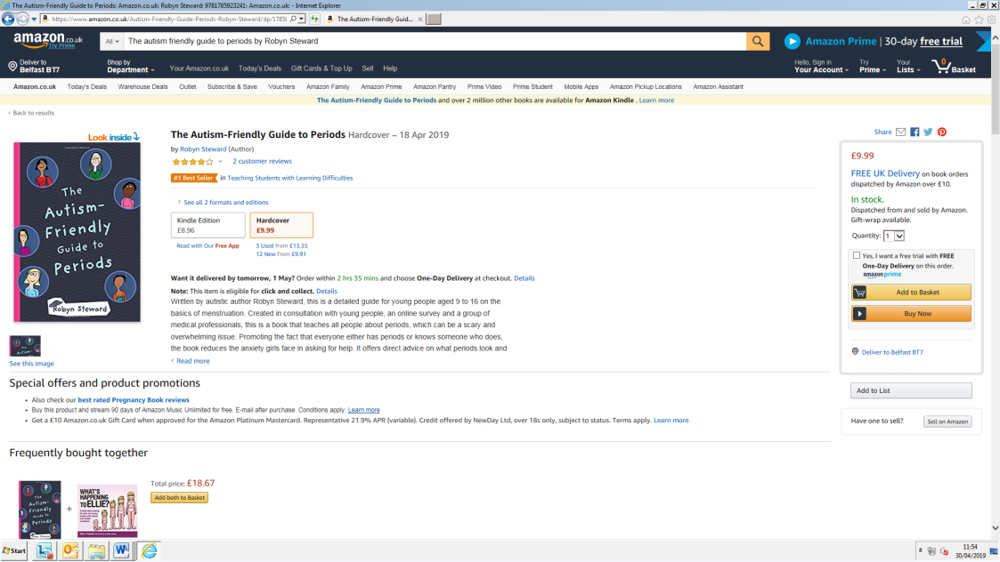 The Autism-Friendly Guide to Periods: Amazon.co.uk: Robyn Steward: 9781785923241: Amazon.co.uk: - Internet Explorer
https://www.amazon.co.uk/Autism-Friendly-Guide-Periods-Robyn-Steward/dp/1785
The Autism-Friendly Guid...
amazon.co.uk
Try Prime
All
The autism friendly guide to periods by Robyn Steward
Amazon Prime | 30-day free trial
Deliver to
Belfast BT7
Shop by
Department
Your Amazon.co.uk Today's Deals Gift Cards & Top Up Sell Help
Hello, Sign in
Your Account
Try
Prime
Your
Lists
0
Basket
Amazon.co.uk Today's Deals Warehouse Deals Outlet Subscribe & Save Vouchers Amazon Family Amazon Prime Amazon Pantry Prime Video Prime Student Mobile Apps Amazon Pickup Locations Amazon Assistant
The Autism-Friendly Guide to Periods and over 2 million other books are available for Amazon Kindle . Learn more
‹ Back to results
Look inside
The
Autism-
Friendly
Guide to
Periods
Robyn Steward
See this image
The Autism-Friendly Guide to Periods Hardcover – 18 Apr 2019
by Robyn Steward (Author)
2 customer reviews
#1 Best Seller in Teaching Students with Learning Difficulties
› See all 2 formats and editions
Kindle Edition
£8.96
Hardcover
£9.99
Read with Our Free App
3 Used from £13.35
12 New from £9.91
Want it delivered by tomorrow, 1 May? Order within 2 hrs 35 mins and choose One-Day Delivery at checkout. Details
Note: This item is eligible for click and collect. Details
Written by autistic author Robyn Steward, this is a detailed guide for young people aged 9 to 16 on the
basics of menstruation. Created in consultation with young people, an online survey and a group of
medical professionals, this is a book that teaches all people about periods, which can be a scary and
overwhelming issue. Promoting the fact that everyone either has periods or knows someone who does,
the book reduces the anxiety girls face in asking for help. It offers direct advice on what periods look and
‹ Read more
Share
£9.99
FREE UK Delivery on book orders
dispatched by Amazon over £10.
In stock.
Dispatched from and sold by Amazon.
Gift-wrap available.
Quantity: 1
Yes, I want a free trial with FREE
One-Day Delivery on this order.
amazon prime
Add to Basket
Buy Now
Deliver to Belfast BT7
Add to List
Have one to sell?
Sell on Amazon
Special offers and product promotions
• Also check our best rated Pregnancy Book reviews
• Buy this product and stream 90 days of Amazon Music Unlimited for free. E-mail after purchase. Conditions apply. Learn more
• Get a £10 Amazon.co.uk Gift Card when approved for the Amazon Platinum Mastercard. Representative 21.9% APR (variable). Credit offered by NewDay Ltd, over 18s only, subject to status. Terms apply. Learn more
Frequently bought together
The
Autism-
Friendly
Guide to
Periods
Robyn Steward
+
WHAT'S
HAPPENING
TO ELLIE?
Total price: £18.67
Add both to Basket
Start
11:54
30/04/2019